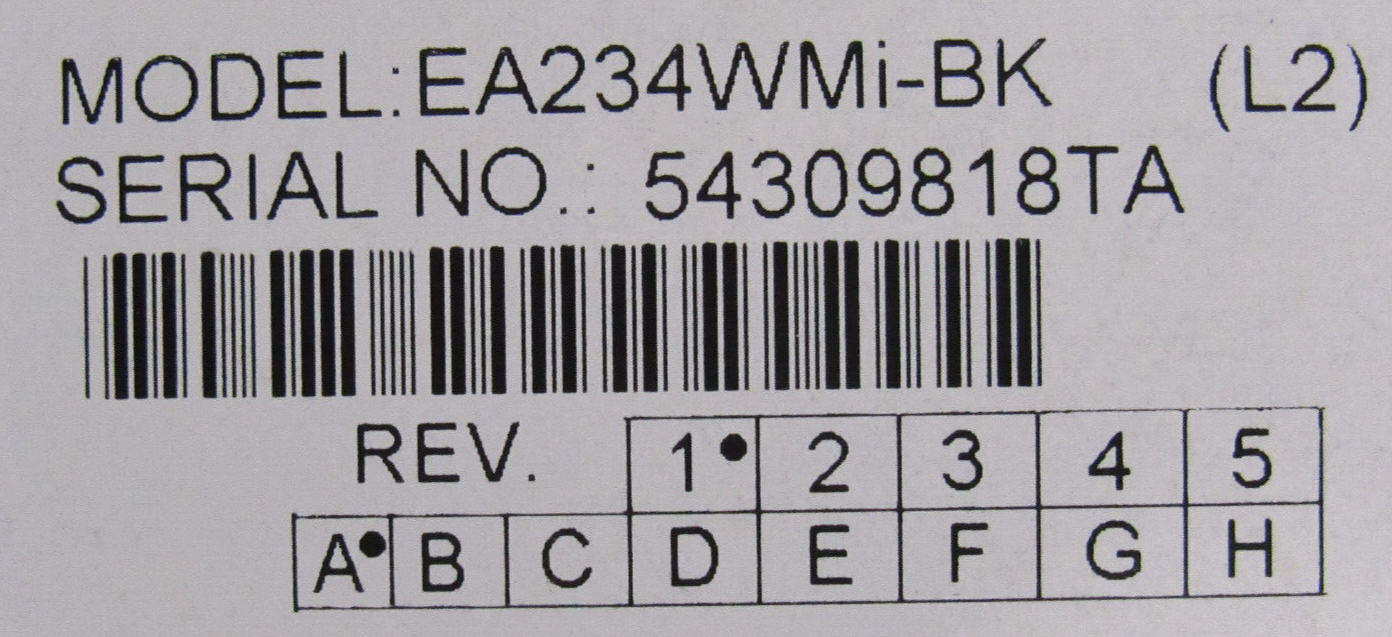 MODEL:EA234WMi-BK (L2)
SERIAL NO.: 54309818TA
REV. 1• 2 3 4 5
A• B C D E F G H